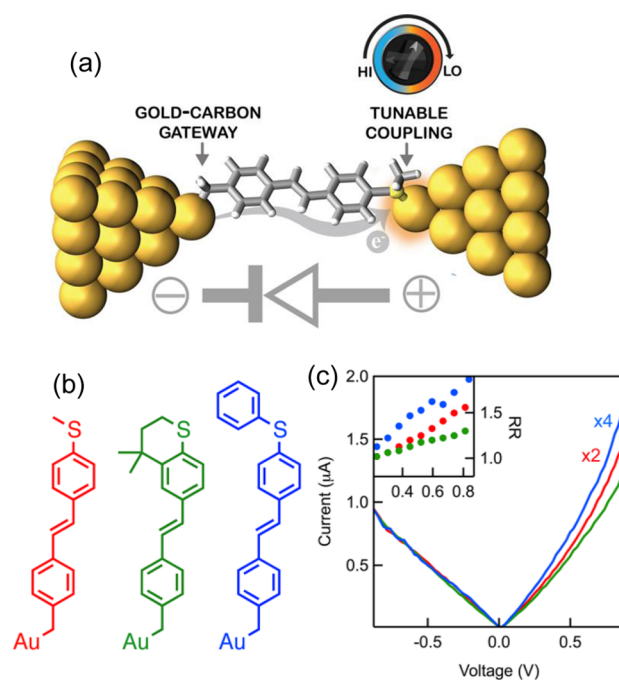 (a)
HI LO
GOLD-CARBON GATEWAY
TUNABLE COUPLING
e⁻
− +
(b)
S S S
Au Au Au
(c)
2.0
1.5
1.0
0.5
Current (µA)
x4
x2
1.5
1.0
RR
0.4 0.6 0.8
-0.5 0.0 0.5
Voltage (V)